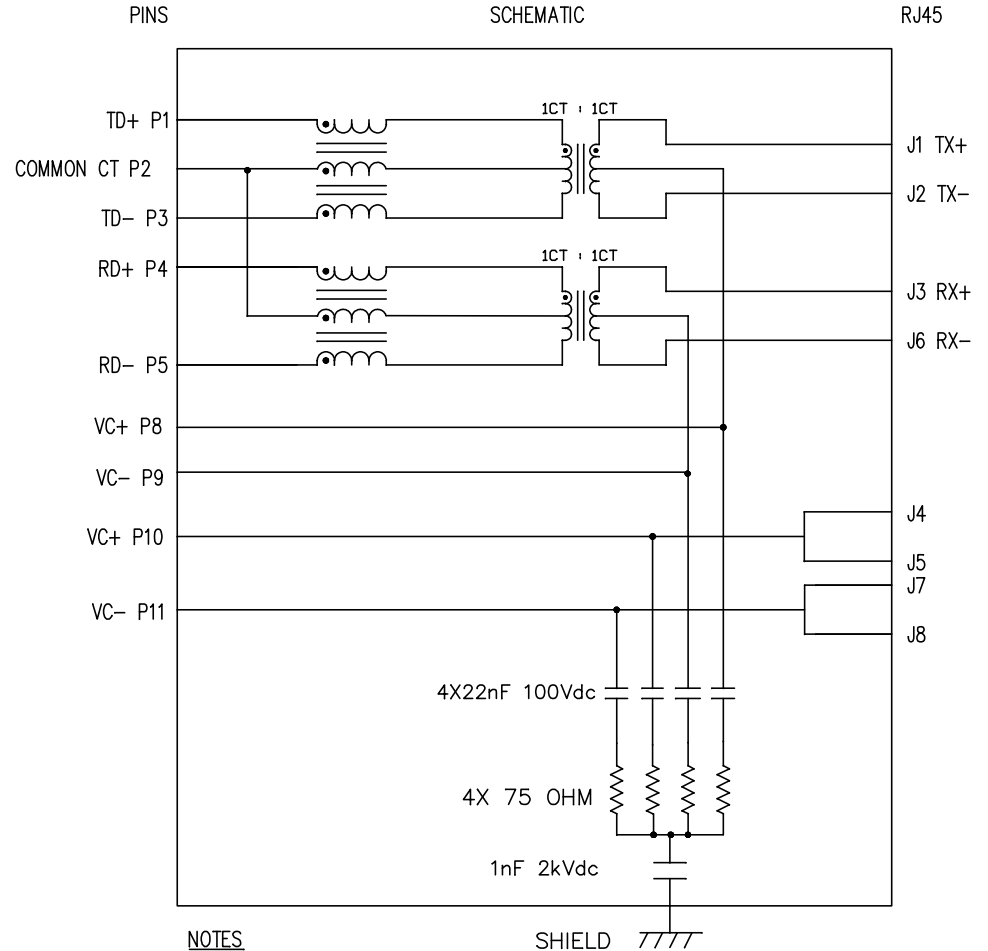 PINS SCHEMATIC RJ45
1CT : 1CT
TD+ P1
J1 TX+
COMMON CT P2
J2 TX-
TD- P3
1CT : 1CT
RD+ P4
J3 RX+
J6 RX-
RD- P5
VC+ P8
VC- P9
J4
VC+ P10
J5
J7
VC- P11
J8
4X22nF 100Vdc
4X 75 OHM
1nF 2kVdc
NOTES SHIELD